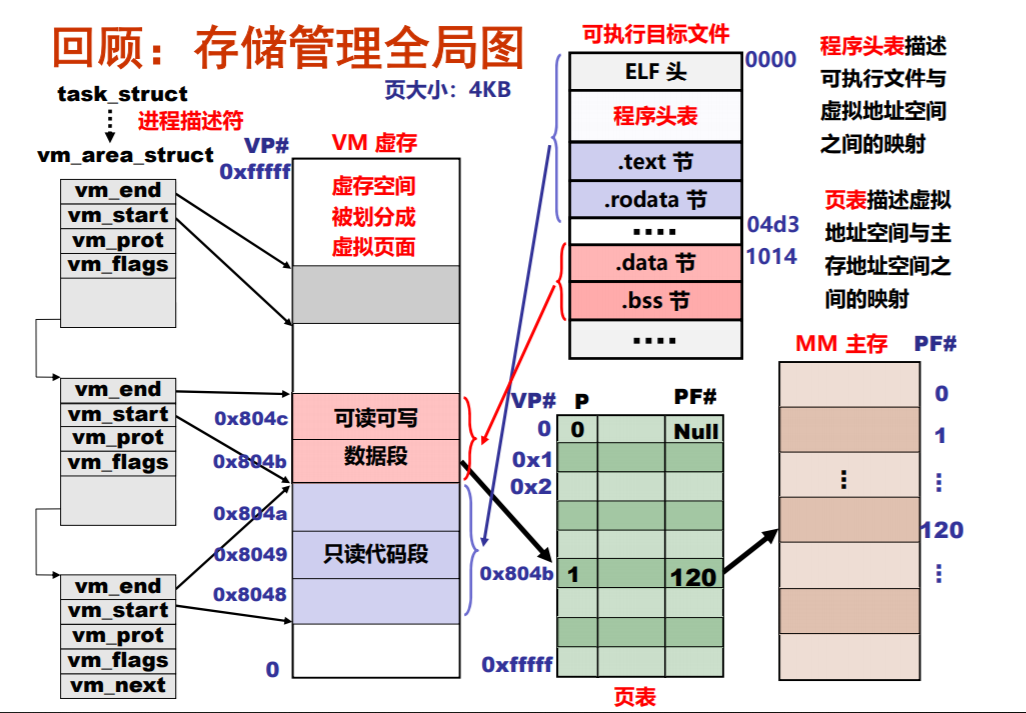 回顾：存储管理全局图
页大小：4KB
task_struct
进程描述符
vm_area_struct
vm_end
vm_start
vm_prot
vm_flags
vm_end
vm_start
vm_prot
vm_flags
vm_end
vm_start
vm_prot
vm_flags
vm_next
VP#
VM 虚存
0xfffff
虚存空间
被划分成
虚拟页面
0x804c
可读可写
0x804b
数据段
0x804a
0x8049
只读代码段
0x8048
0
可执行目标文件
ELF 头
0000
程序头表
.text 节
.rodata 节
....
04d3
.data 节
1014
.bss 节
....
程序头表描述
可执行文件与
虚拟地址空间
之间的映射
页表描述虚拟
地址空间与主
存地址空间之
间的映射
VP#
P
PF#
0
0
Null
0x1
0x2
0x804b
1
120
0xfffff
页表
MM 主存
PF#
0
1
⋮
⋮
120
⋮